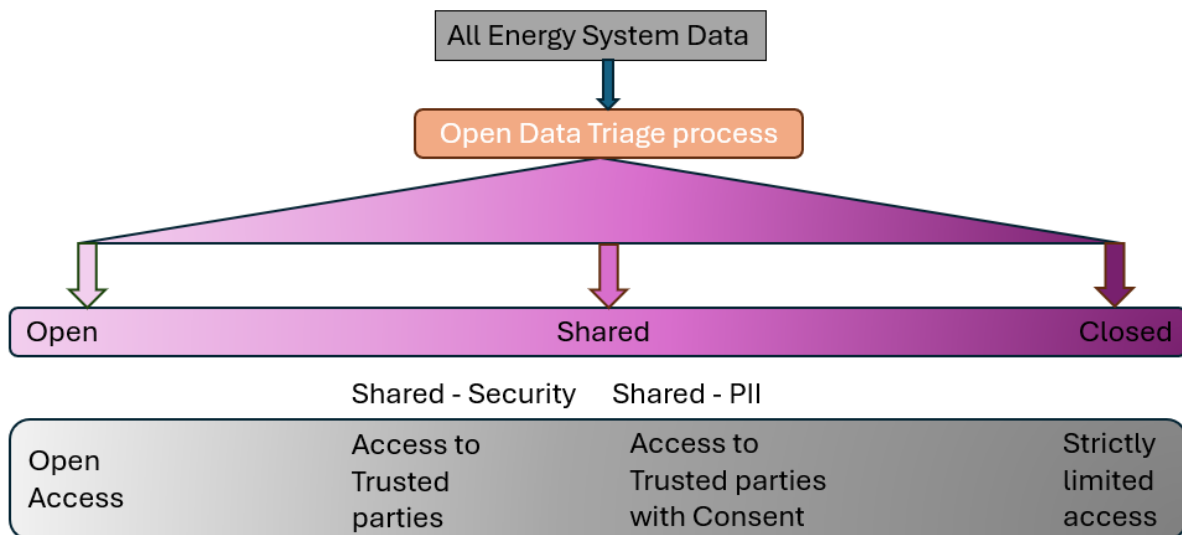 All Energy System Data
Open Data Triage process
Open
Shared
Closed
Shared - Security
Shared - PII
Open
Access
Access to
Trusted
parties
Access to
Trusted parties
with Consent
Strictly
limited
access